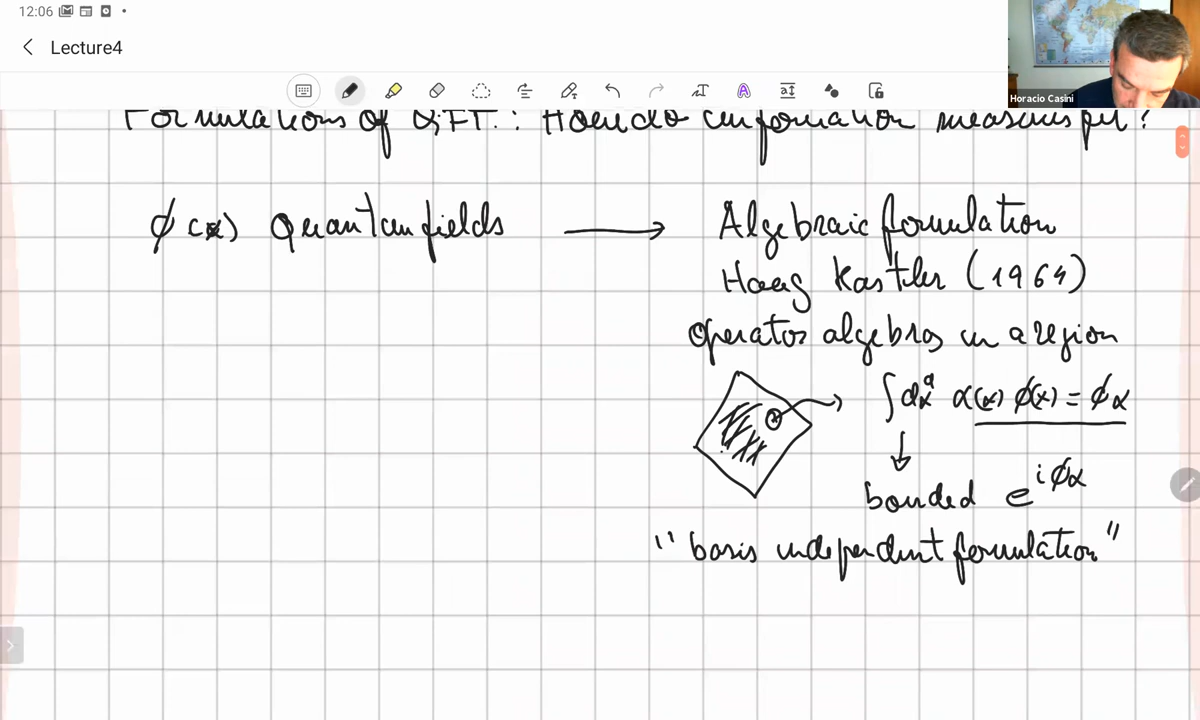 12:06
Lecture4
Horacio Casini
Formulations of QFT.: How do information measures fit?
ϕ(x) Quantum fields → Algebraic formulation
Haag Kastler (1964)
operator algebras in a region
∫ dx^d α(x) ϕ(x) = ϕ_α
↓
bounded e^{iϕ_α}
"basis independent formulation"